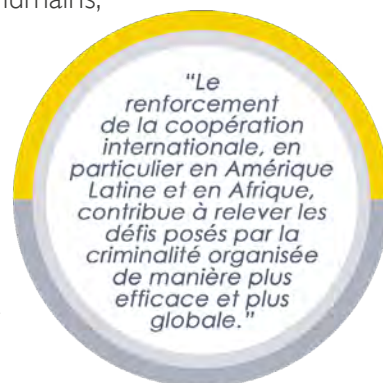 humains,
“Le
renforcement
de la coopération
internationale, en
particulier en Amérique
Latine et en Afrique,
contribue à relever les
défis posés par la
criminalité organisée
de manière plus
efficace et plus
globale.”